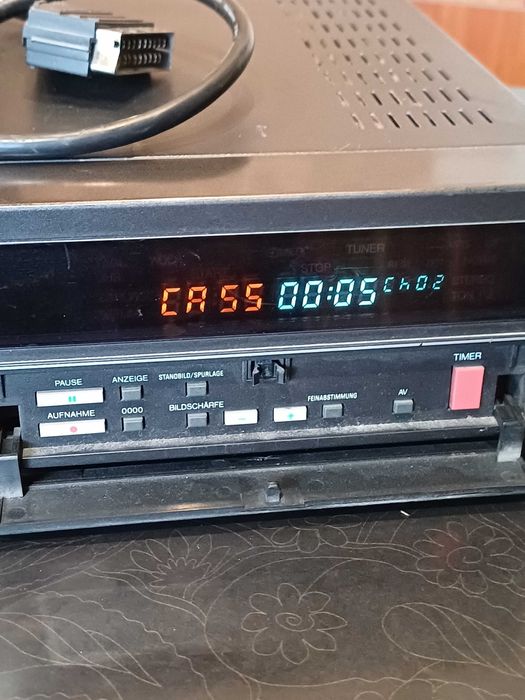 TUNER
STOP
CASS 00:05 Ch02
TIMER
PAUSE ANZEIGE STANDBILD/SPURLAGE
AUFNAHME 0000 BILDSCHÄRFE FEINABSTIMMUNG AV